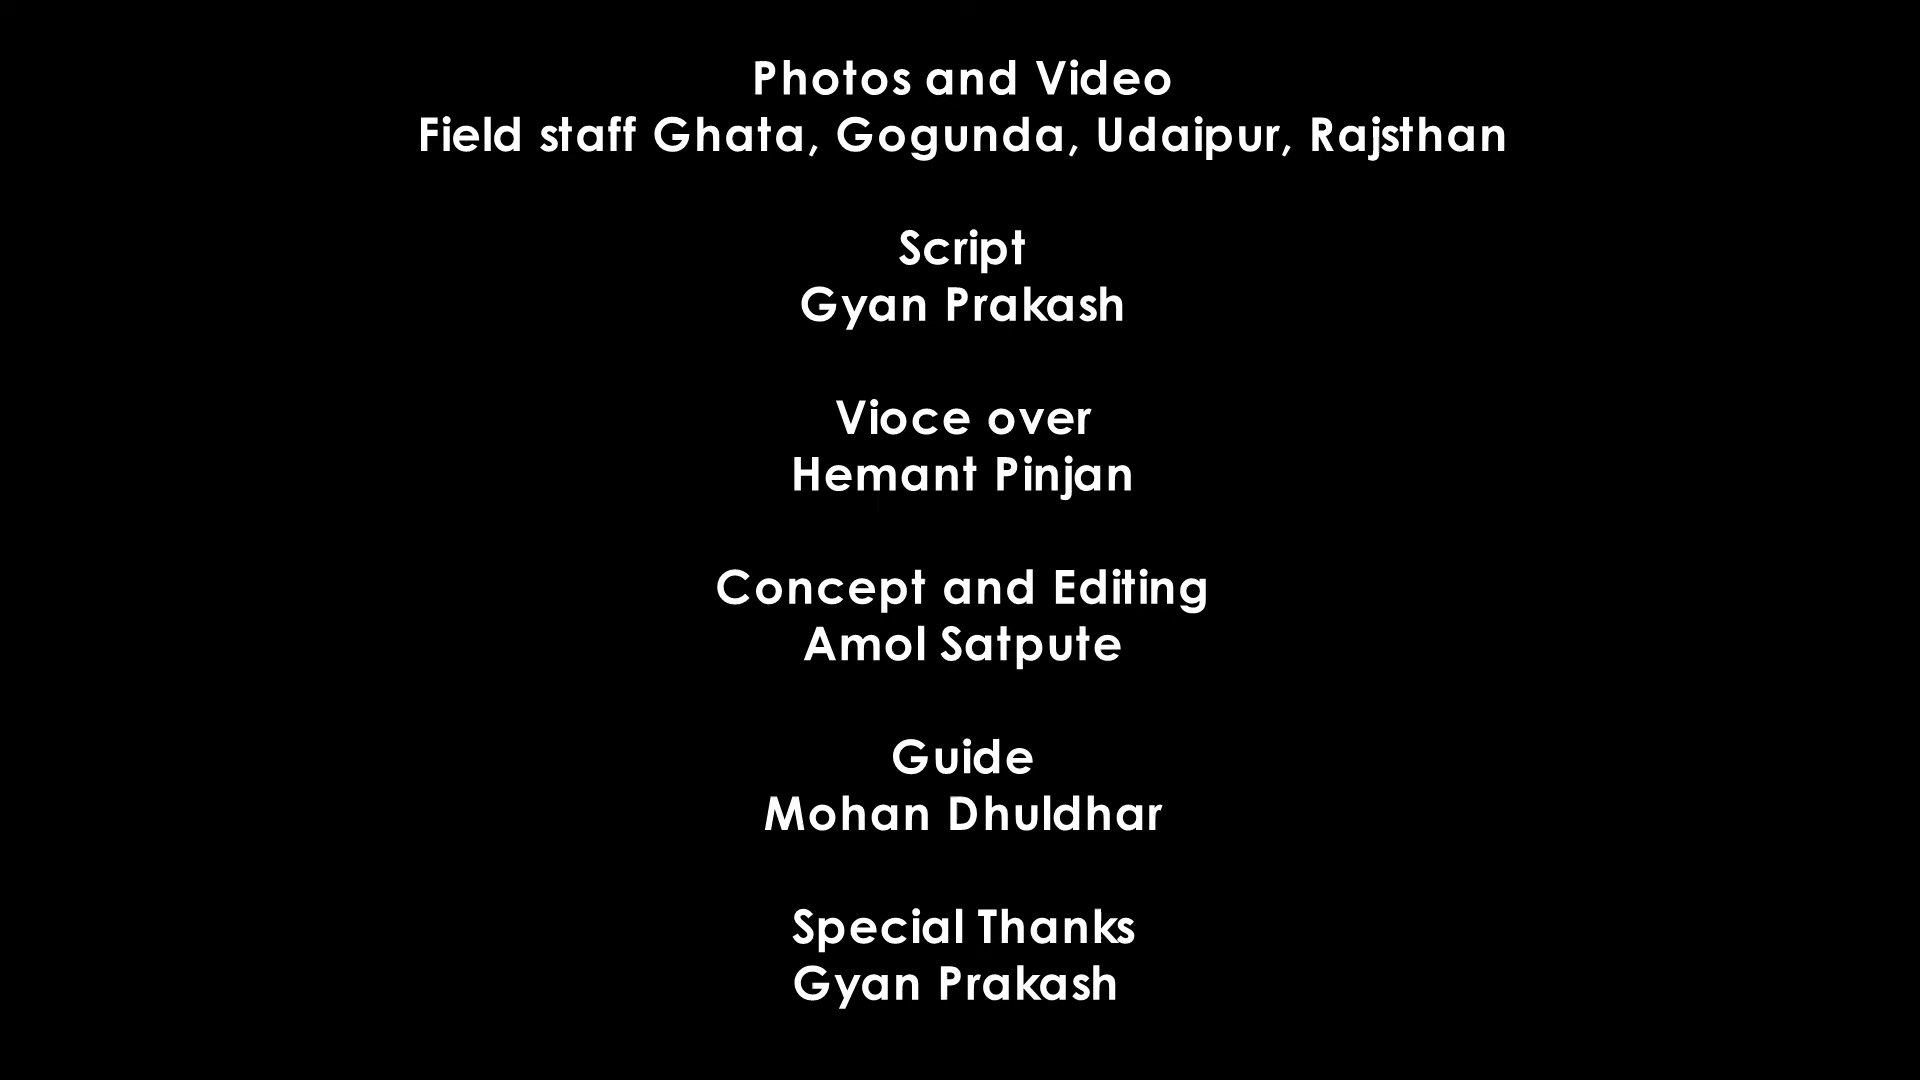 Photos and Video
Field staff Ghata, Gogunda, Udaipur, Rajsthan
Script
Gyan Prakash
Vioce over
Hemant Pinjan
Concept and Editing
Amol Satpute
Guide
Mohan Dhuldhar
Special Thanks
Gyan Prakash